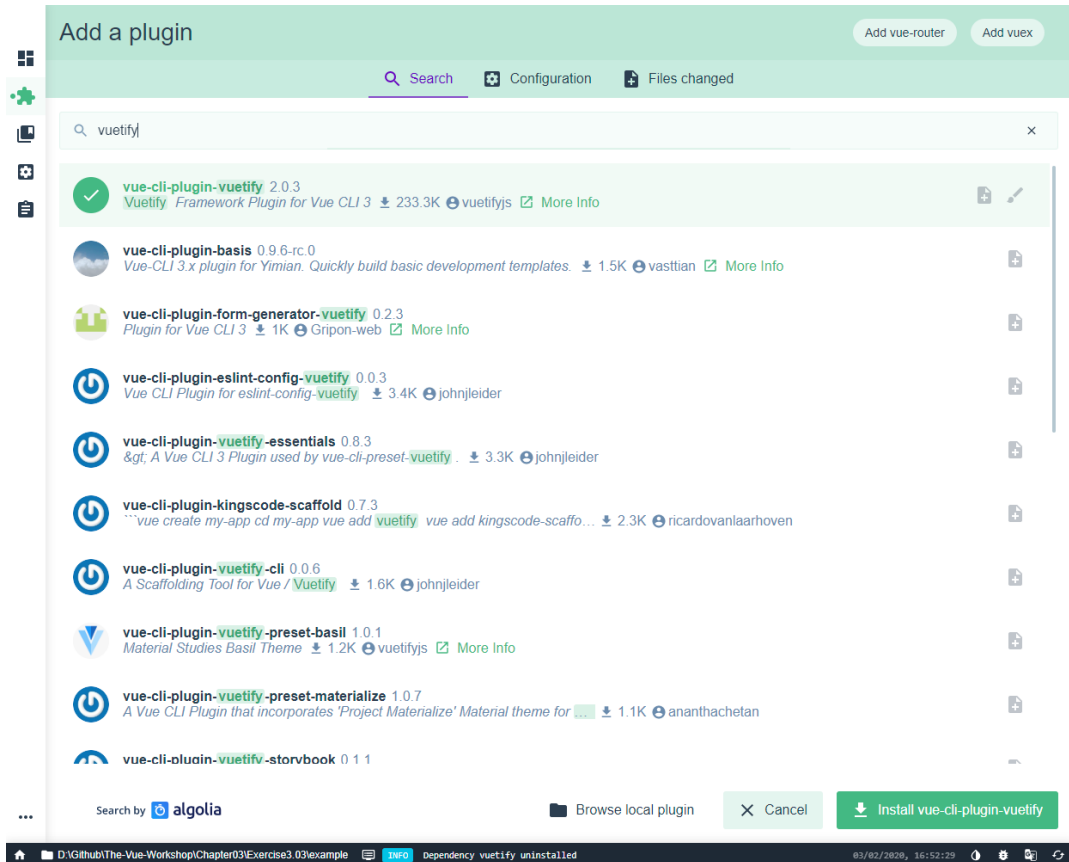 Add a plugin
Add vue-router
Add vuex
Search
Configuration
Files changed
vuetify
vue-cli-plugin-vuetify 2.0.3
Vuetify Framework Plugin for Vue CLI 3 233.3K vuetifyjs More Info
vue-cli-plugin-basis 0.9.6-rc.0
Vue-CLI 3.x plugin for Yimian. Quickly build basic development templates. 1.5K vasttian More Info
vue-cli-plugin-form-generator-vuetify 0.2.3
Plugin for Vue CLI 3 1K Gripon-web More Info
vue-cli-plugin-eslint-config-vuetify 0.0.3
Vue CLI Plugin for eslint-config-vuetify 3.4K johnjleider
vue-cli-plugin-vuetify-essentials 0.8.3
&gt; A Vue CLI 3 Plugin used by vue-cli-preset-vuetify . 3.3K johnjleider
vue-cli-plugin-kingscode-scaffold 0.7.3
```vue create my-app cd my-app vue add vuetify vue add kingscode-scaffo… 2.3K ricardovanlaarhoven
vue-cli-plugin-vuetify-cli 0.0.6
A Scaffolding Tool for Vue / Vuetify 1.6K johnjleider
vue-cli-plugin-vuetify-preset-basil 1.0.1
Material Studies Basil Theme 1.2K vuetifyjs More Info
vue-cli-plugin-vuetify-preset-materialize 1.0.7
A Vue CLI Plugin that incorporates 'Project Materialize' Material theme for … 1.1K ananthachetan
vue-cli-plugin-vuetify-storybook 0.1.1
Search by algolia
Browse local plugin
Cancel
Install vue-cli-plugin-vuetify
D:\Github\The-Vue-Workshop\Chapter03\Exercise3.03\example INFO Dependency vuetify uninstalled 03/02/2020, 16:52:29